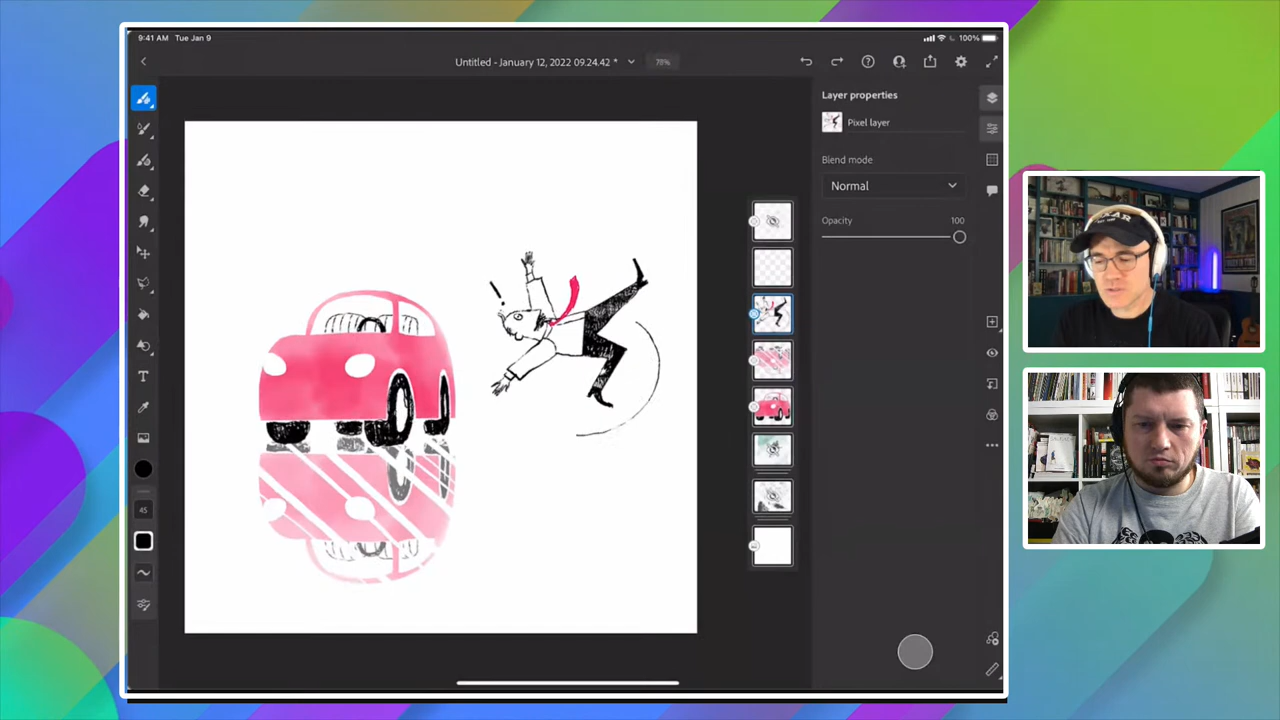 9:41 AM Tue Jan 9
100%
Untitled - January 12, 2022 09.24.42 *
78%
Layer properties
Pixel layer
Blend mode
Normal
Opacity
100
45
T
!